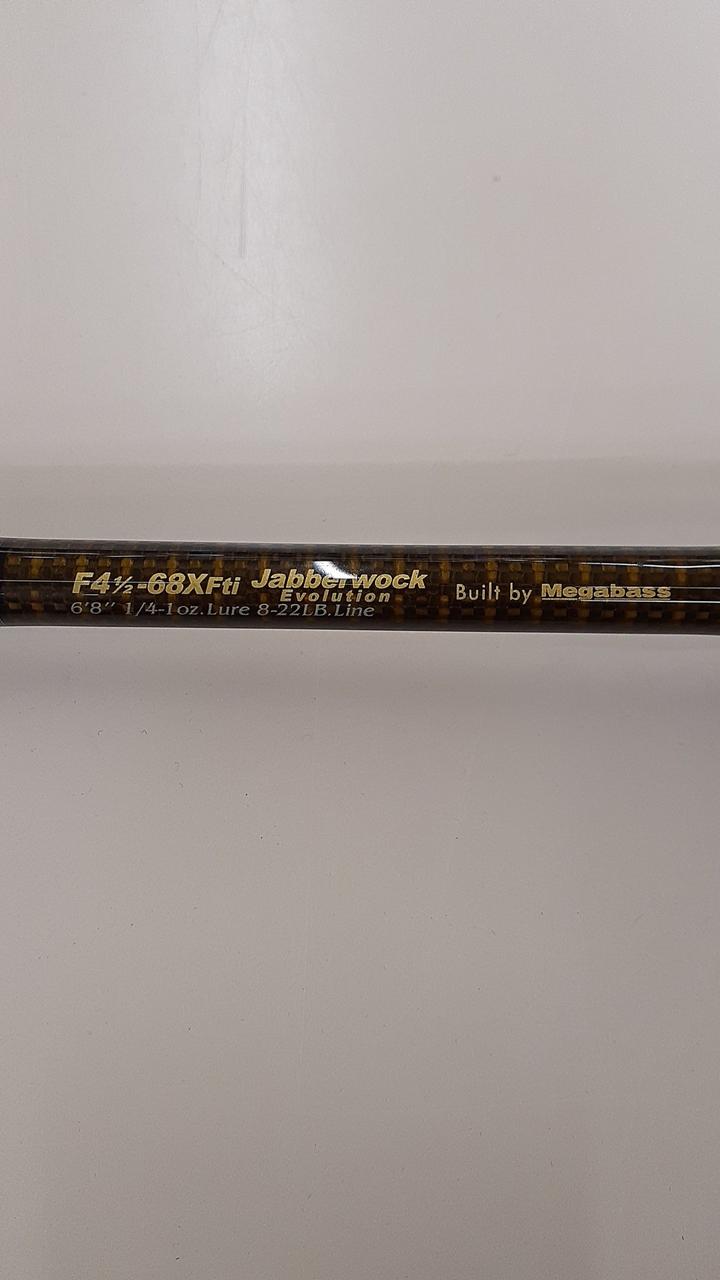 F4½-68XFti Jabberwock Evolution Built by Megabass
6'8" 1/4-1oz.Lure 8-22LB.Line